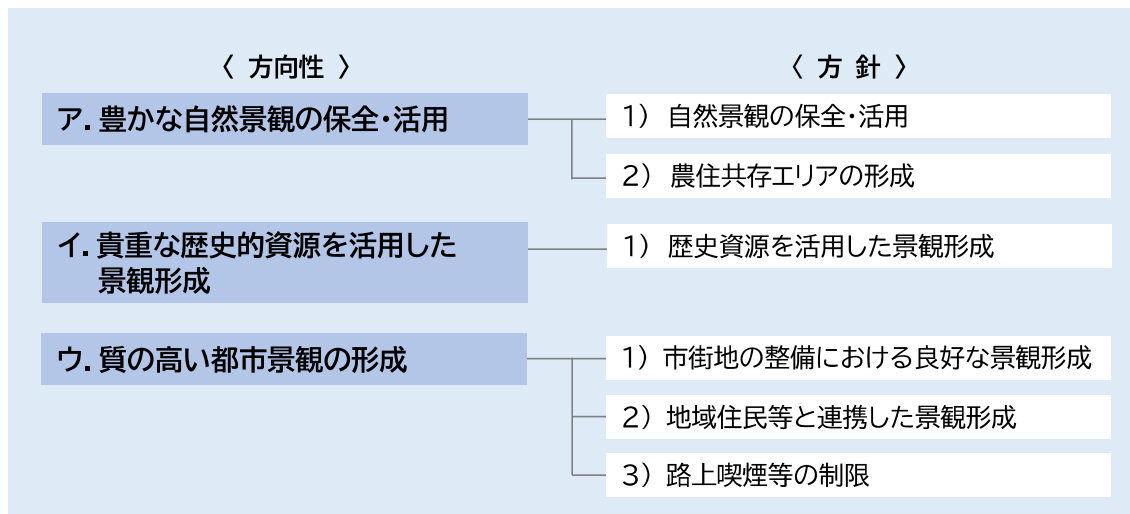 〈 方向性 〉
〈 方 針 〉
ア. 豊かな自然景観の保全・活用
1) 自然景観の保全・活用
2) 農住共存エリアの形成
イ. 貴重な歴史的資源を活用した
景観形成
1) 歴史資源を活用した景観形成
ウ. 質の高い都市景観の形成
1) 市街地の整備における良好な景観形成
2) 地域住民等と連携した景観形成
3) 路上喫煙等の制限